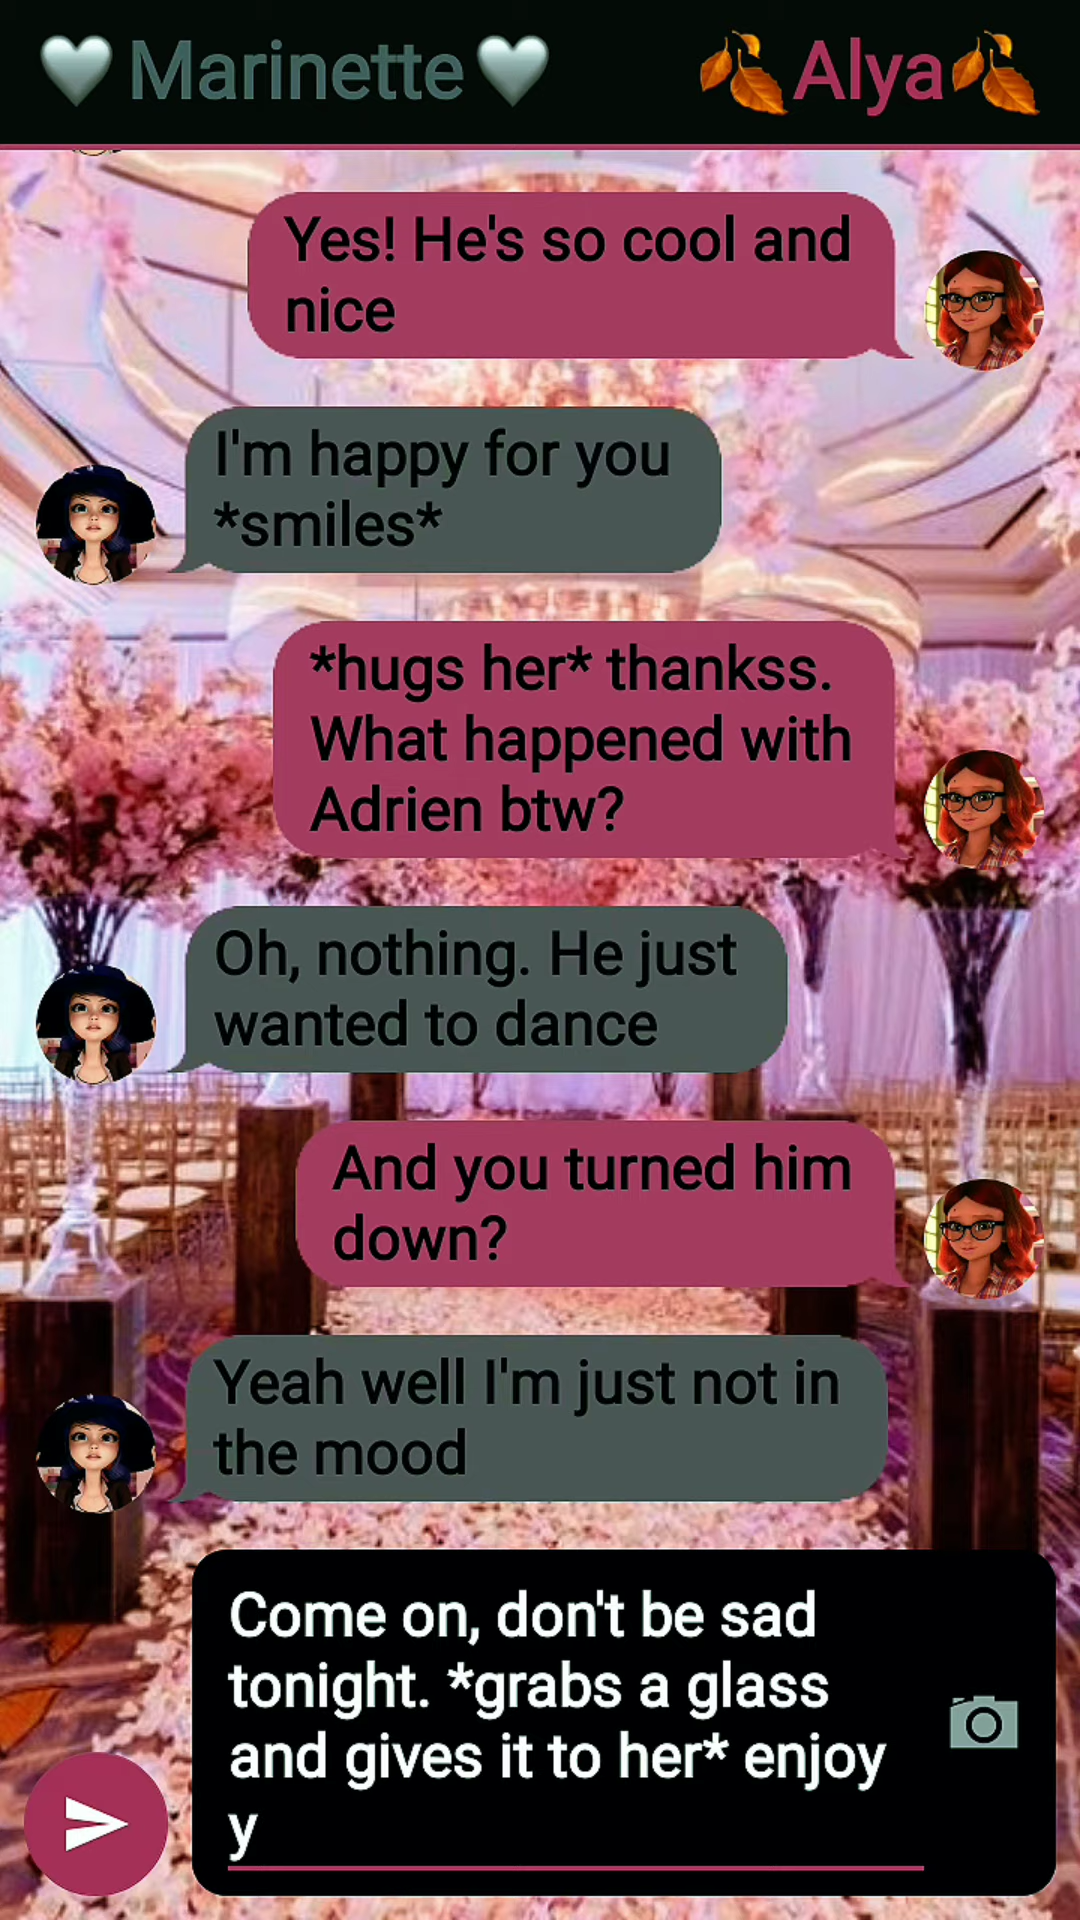 🤍Marinette🤍 🍂Alya🍂
Yes! He's so cool and
nice
I'm happy for you
*smiles*
*hugs her* thankss.
What happened with
Adrien btw?
Oh, nothing. He just
wanted to dance
And you turned him
down?
Yeah well I'm just not in
the mood
Come on, don't be sad
tonight. *grabs a glass
and gives it to her* enjoy
y